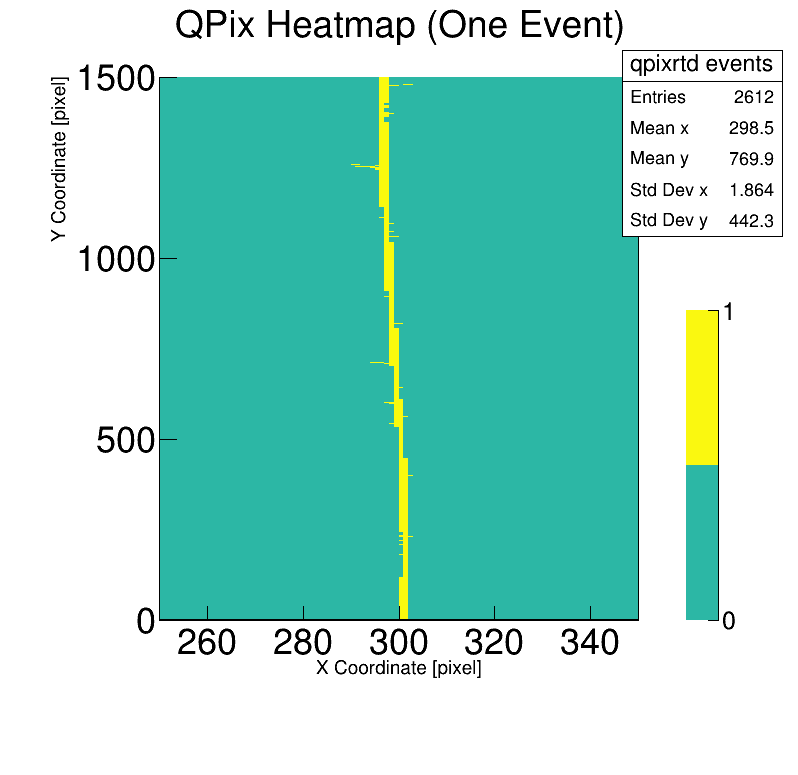 QPix Heatmap (One Event)
qpixrtd events
Entries 2612
Mean x 298.5
Mean y 769.9
Std Dev x 1.864
Std Dev y 442.3
Y Coordinate [pixel]
1500
1000
500
0
260 280 300 320 340
X Coordinate [pixel]
1
0